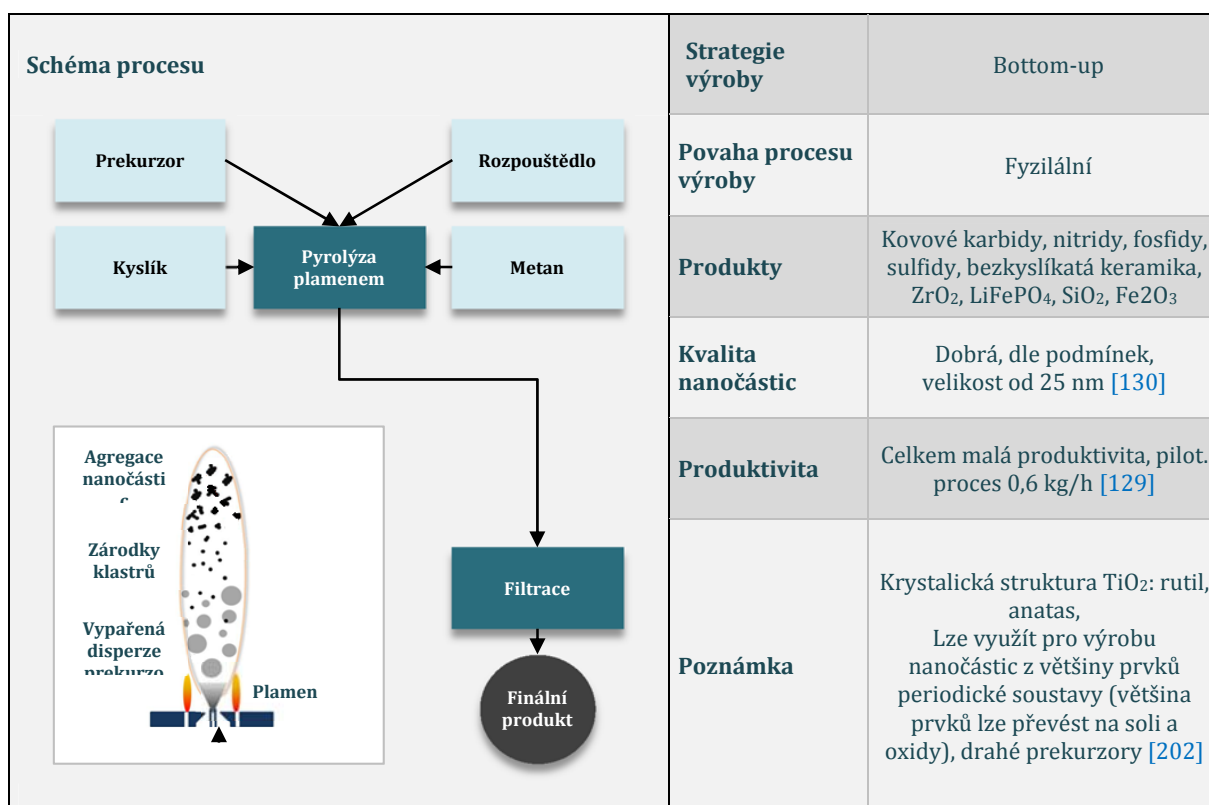 Schéma procesu
Prekurzor
Rozpouštědlo
Kyslík
Pyrolýza
plamenem
Metan
Agregace
nanočásti
Zárodky
klastrů
Vypařená
disperze
prekurzo
Plamen
Filtrace
Finální
produkt
Strategie
výroby
Bottom-up
Povaha procesu
výroby
Fyzilální
Produkty
Kovové karbidy, nitridy, fosfidy,
sulfidy, bezkyslíkatá keramika,
ZrO₂, LiFePO₄, SiO₂, Fe2O₃
Kvalita
nanočástic
Dobrá, dle podmínek,
velikost od 25 nm [130]
Produktivita
Celkem malá produktivita, pilot.
proces 0,6 kg/h [129]
Poznámka
Krystalická struktura TiO₂: rutil,
anatas,
Lze využít pro výrobu
nanočástic z většiny prvků
periodické soustavy (většina
prvků lze převést na soli a
oxidy), drahé prekurzory [202]